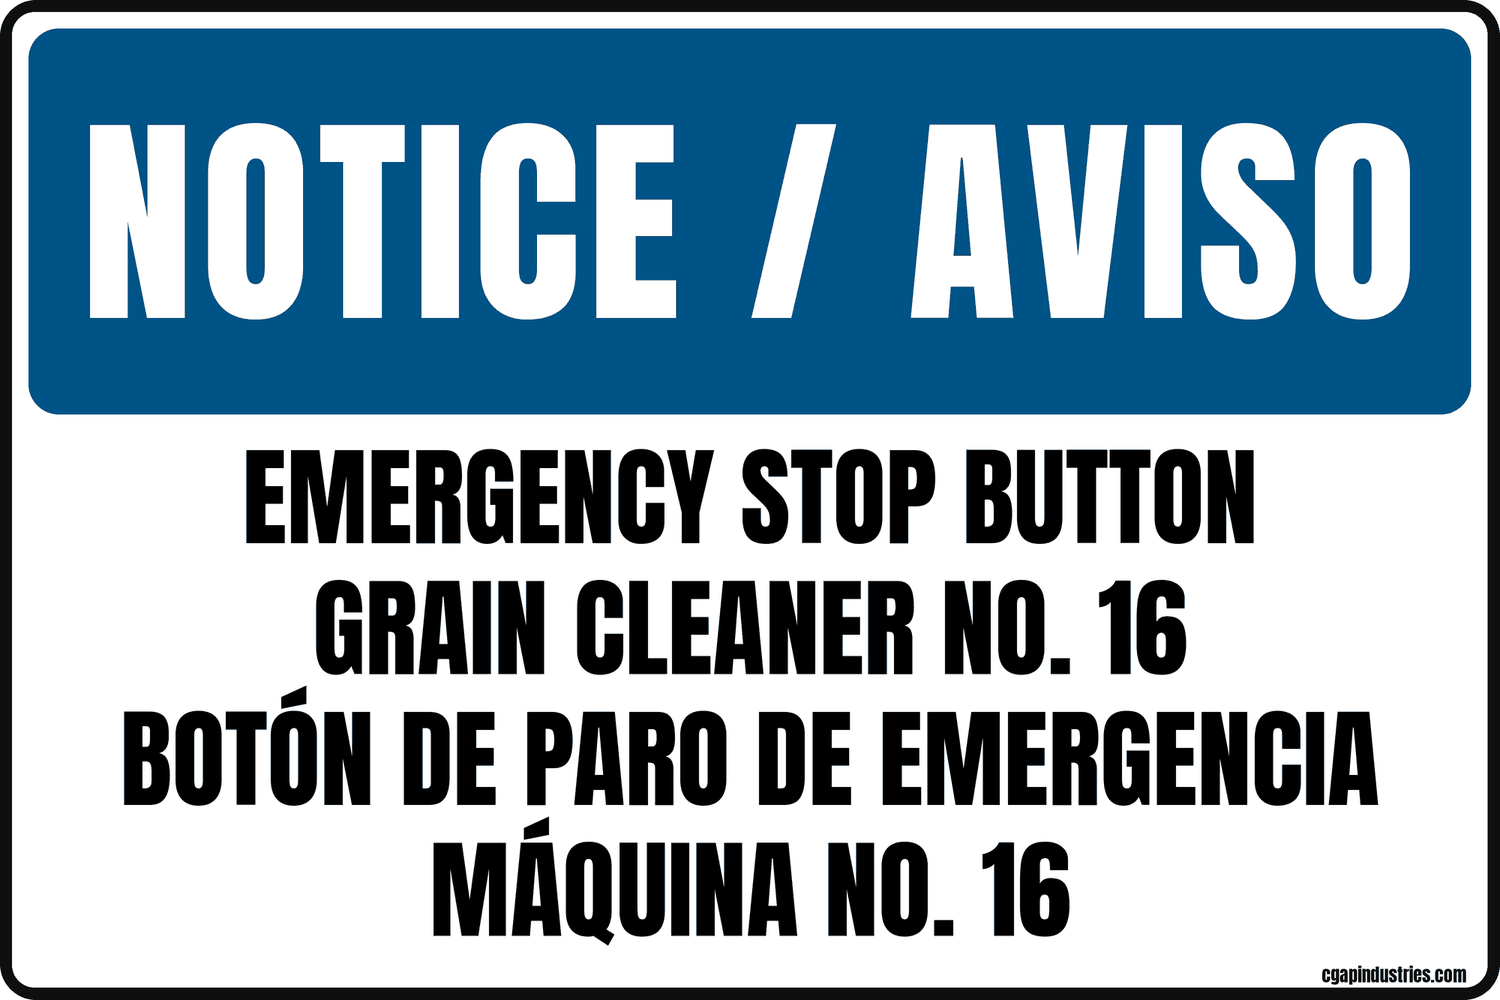 NOTICE / AVISO
EMERGENCY STOP BUTTON
GRAIN CLEANER NO. 16
BOTÓN DE PARO DE EMERGENCIA
MÁQUINA NO. 16
cgapindustries.com